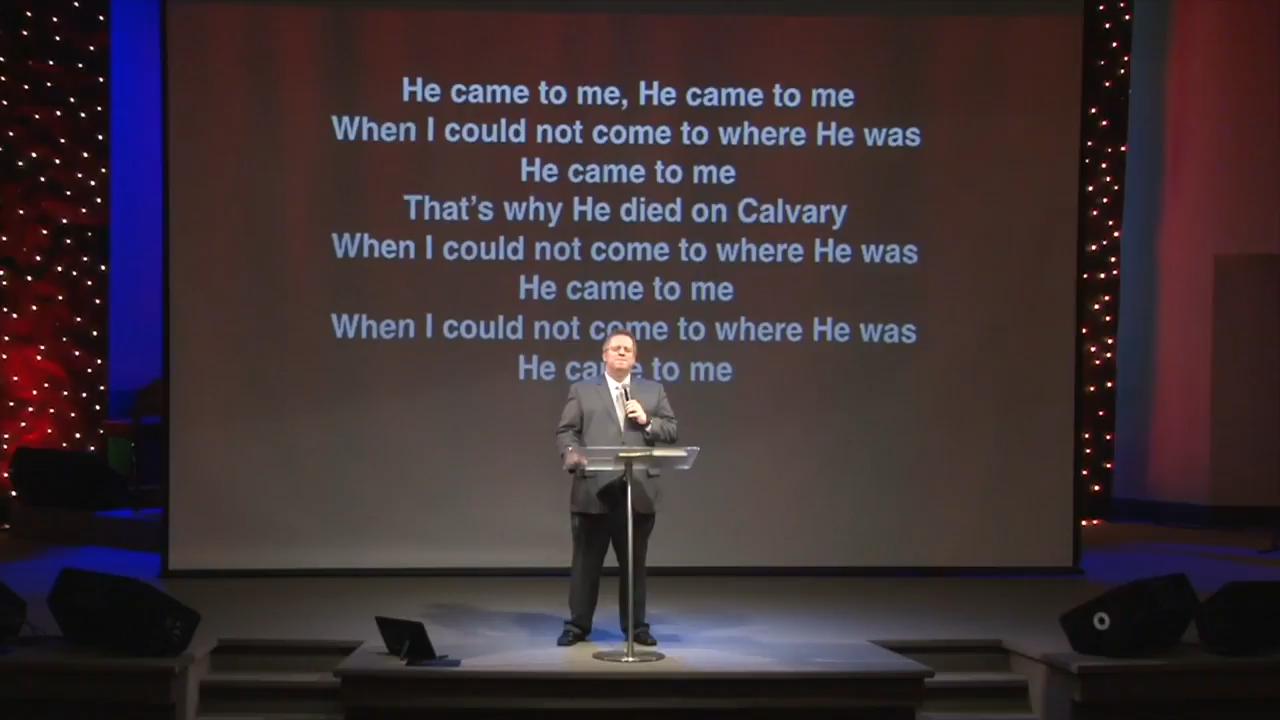 He came to me, He came to me
When I could not come to where He was
He came to me
That's why He died on Calvary
When I could not come to where He was
He came to me
When I could not come to where He was
He came to me